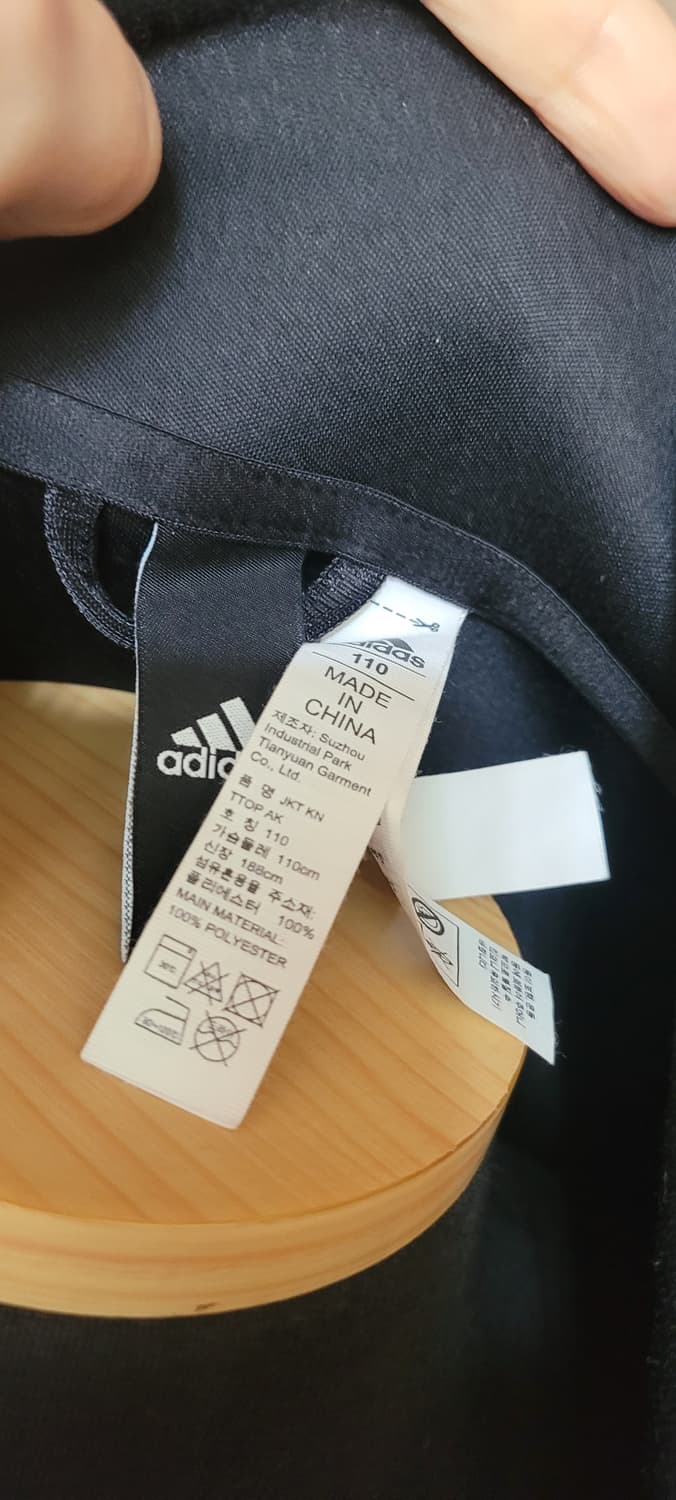 adidas
110
MADE
IN
CHINA
제조자: Suzhou
Industrial Park
Tianyuan Garment
Co., Ltd.
품 명 JKT KN
TTOP AK
호 칭 110
가슴둘레 110cm
신장 188cm
섬유혼용율 주소재:
폴리에스터 100%
MAIN MATERIAL:
100% POLYESTER
adid